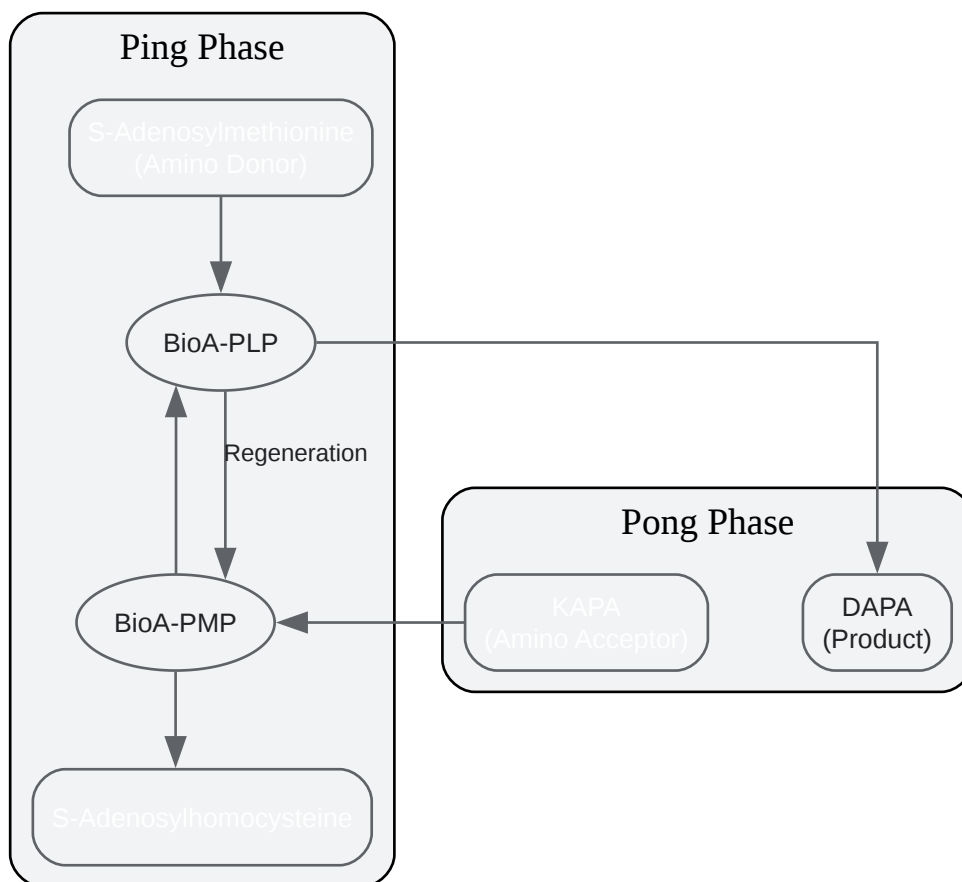 Ping Phase
S-Adenosylmethionine
(Amino Donor)
BioA-PLP
Regeneration
Pong Phase
BioA-PMP
KAPA
(Amino Acceptor)
DAPA
(Product)
S-Adenosylhomocysteine